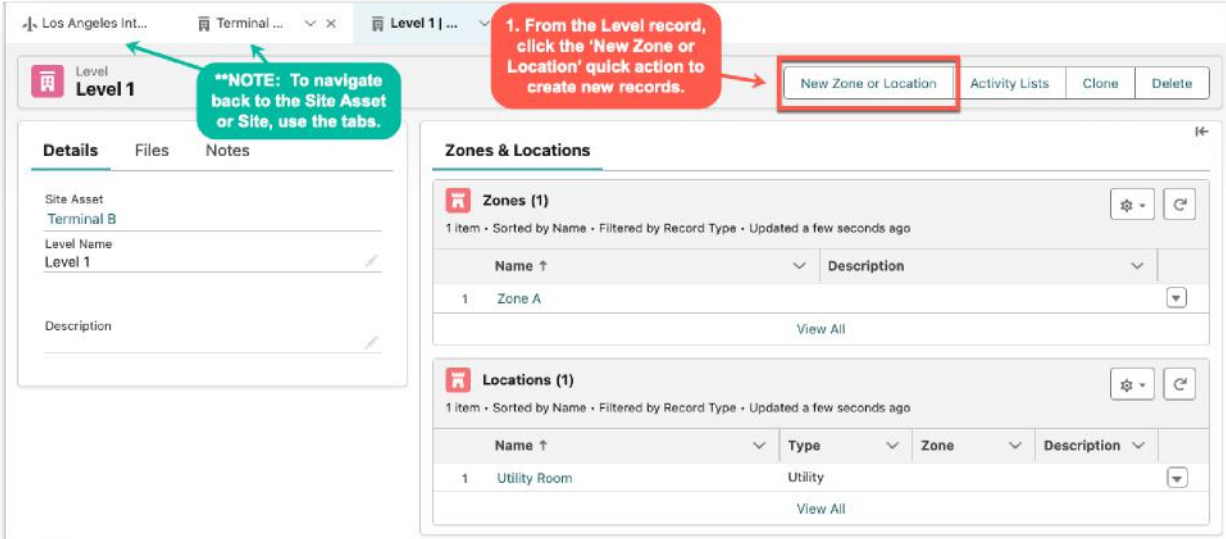 Los Angeles Int...
Terminal ...
Level 1 | ...
1. From the Level record,
click the ‘New Zone or
Location’ quick action to
create new records.
**NOTE: To navigate
back to the Site Asset
or Site, use the tabs.
Level
Level 1
New Zone or Location
Activity Lists
Clone
Delete
Details Files Notes
Site Asset
Terminal B
Level Name
Level 1
Description
Zones & Locations
Zones (1)
1 item • Sorted by Name • Filtered by Record Type • Updated a few seconds ago
Name ↑ Description
1 Zone A
View All
Locations (1)
1 item • Sorted by Name • Filtered by Record Type • Updated a few seconds ago
Name ↑ Type Zone Description
1 Utility Room Utility
View All